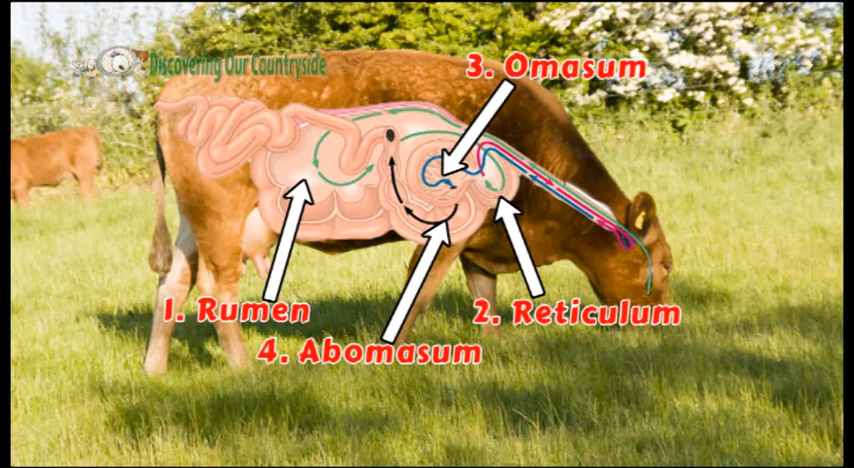 Discovering Our Countryside
3. Omasum
1. Rumen
2. Reticulum
4. Abomasum